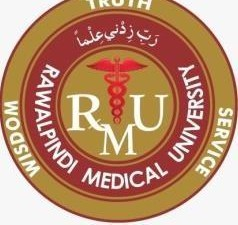 TRUTH
رَبِّ زِدْنِي عِلْمًا
RMU
RAWALPINDI MEDICAL UNIVERSITY
WISDOM
SERVICE